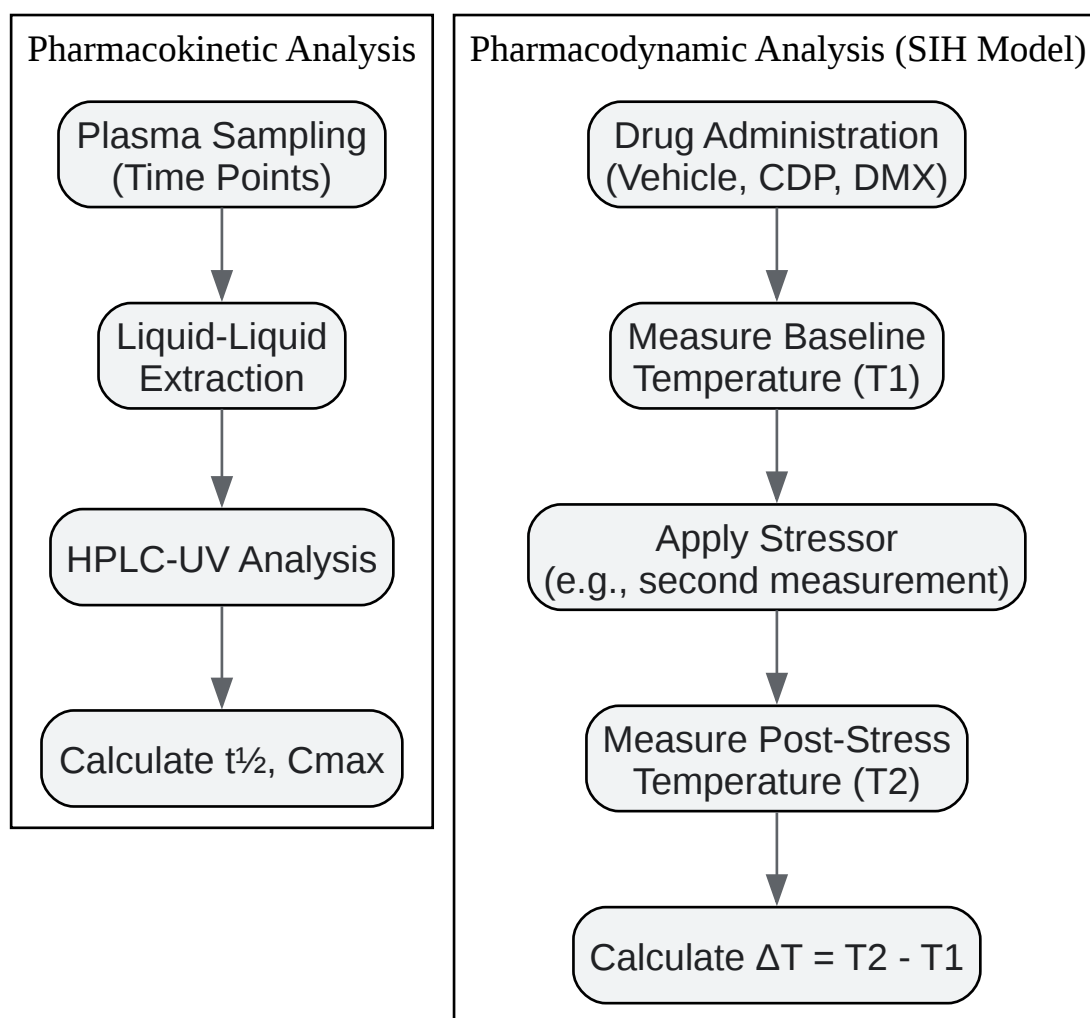 Pharmacokinetic Analysis
Plasma Sampling
(Time Points)
Liquid-Liquid
Extraction
HPLC-UV Analysis
Calculate t½, Cmax
Pharmacodynamic Analysis (SIH Model)
Drug Administration
(Vehicle, CDP, DMX)
Measure Baseline
Temperature (T1)
Apply Stressor
(e.g., second measurement)
Measure Post-Stress
Temperature (T2)
Calculate ΔT = T2 - T1